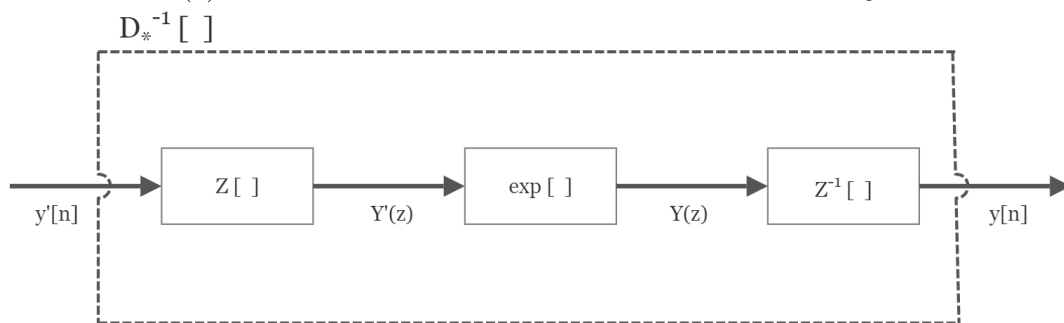 D*⁻¹ [ ]
Z [ ]
exp [ ]
Z⁻¹ [ ]
y'[n]
Y'(z)
Y(z)
y[n]